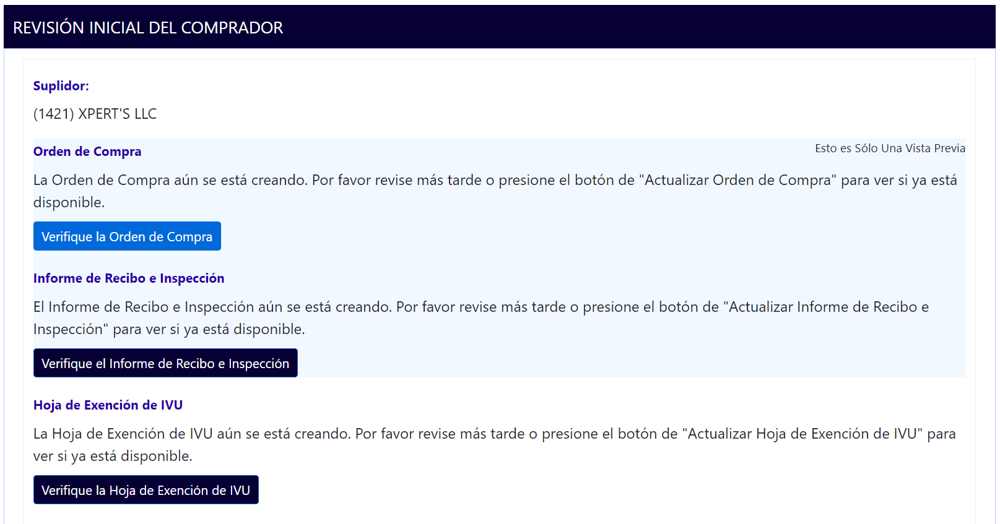 REVISIÓN INICIAL DEL COMPRADOR
Suplidor:
(1421) XPERT'S LLC
Orden de Compra
Esto es Sólo Una Vista Previa
La Orden de Compra aún se está creando. Por favor revise más tarde o presione el botón de "Actualizar Orden de Compra" para ver si ya está
disponible.
Verifique la Orden de Compra
Informe de Recibo e Inspección
El Informe de Recibo e Inspección aún se está creando. Por favor revise más tarde o presione el botón de "Actualizar Informe de Recibo e
Inspección" para ver si ya está disponible.
Verifique el Informe de Recibo e Inspección
Hoja de Exención de IVU
La Hoja de Exención de IVU aún se está creando. Por favor revise más tarde o presione el botón de "Actualizar Hoja de Exención de IVU" para
ver si ya está disponible.
Verifique la Hoja de Exención de IVU